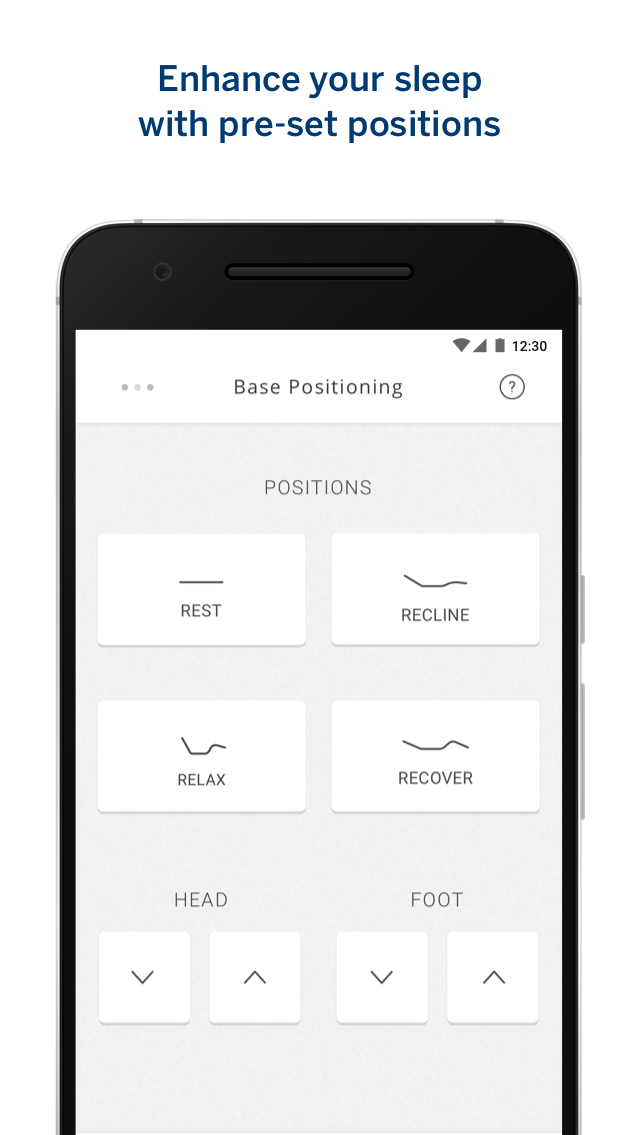 Enhance your sleep
with pre-set positions
12:30
Base Positioning
?
POSITIONS
REST
RECLINE
RELAX
RECOVER
HEAD
FOOT